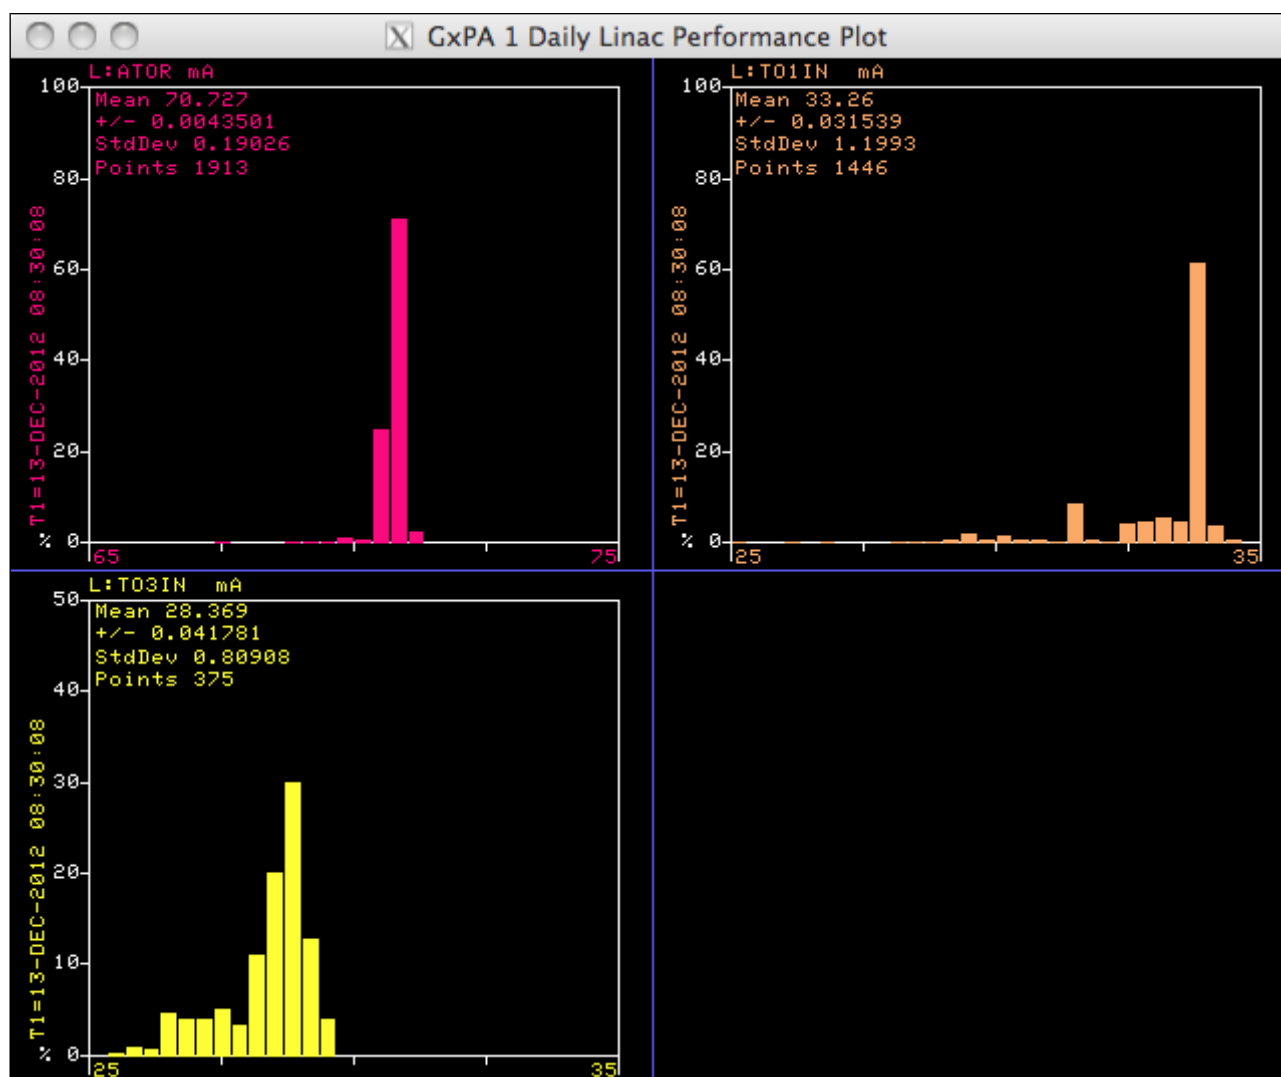 GxPA 1 Daily Linac Performance Plot
L:ATOR mA
100
Mean 70.727
+/- 0.0043501
StdDev 0.19026
Points 1913
80
60
40
20
% 0
65
75
T1=13-DEC-2012 08:30:08
L:TO1IN mA
100
Mean 33.26
+/- 0.031539
StdDev 1.1993
Points 1446
80
60
40
20
% 0
25
35
T1=13-DEC-2012 08:30:08
L:TO3IN mA
50
Mean 28.369
+/- 0.041781
StdDev 0.80908
Points 375
40
30
20
10
% 0
25
35
T1=13-DEC-2012 08:30:08